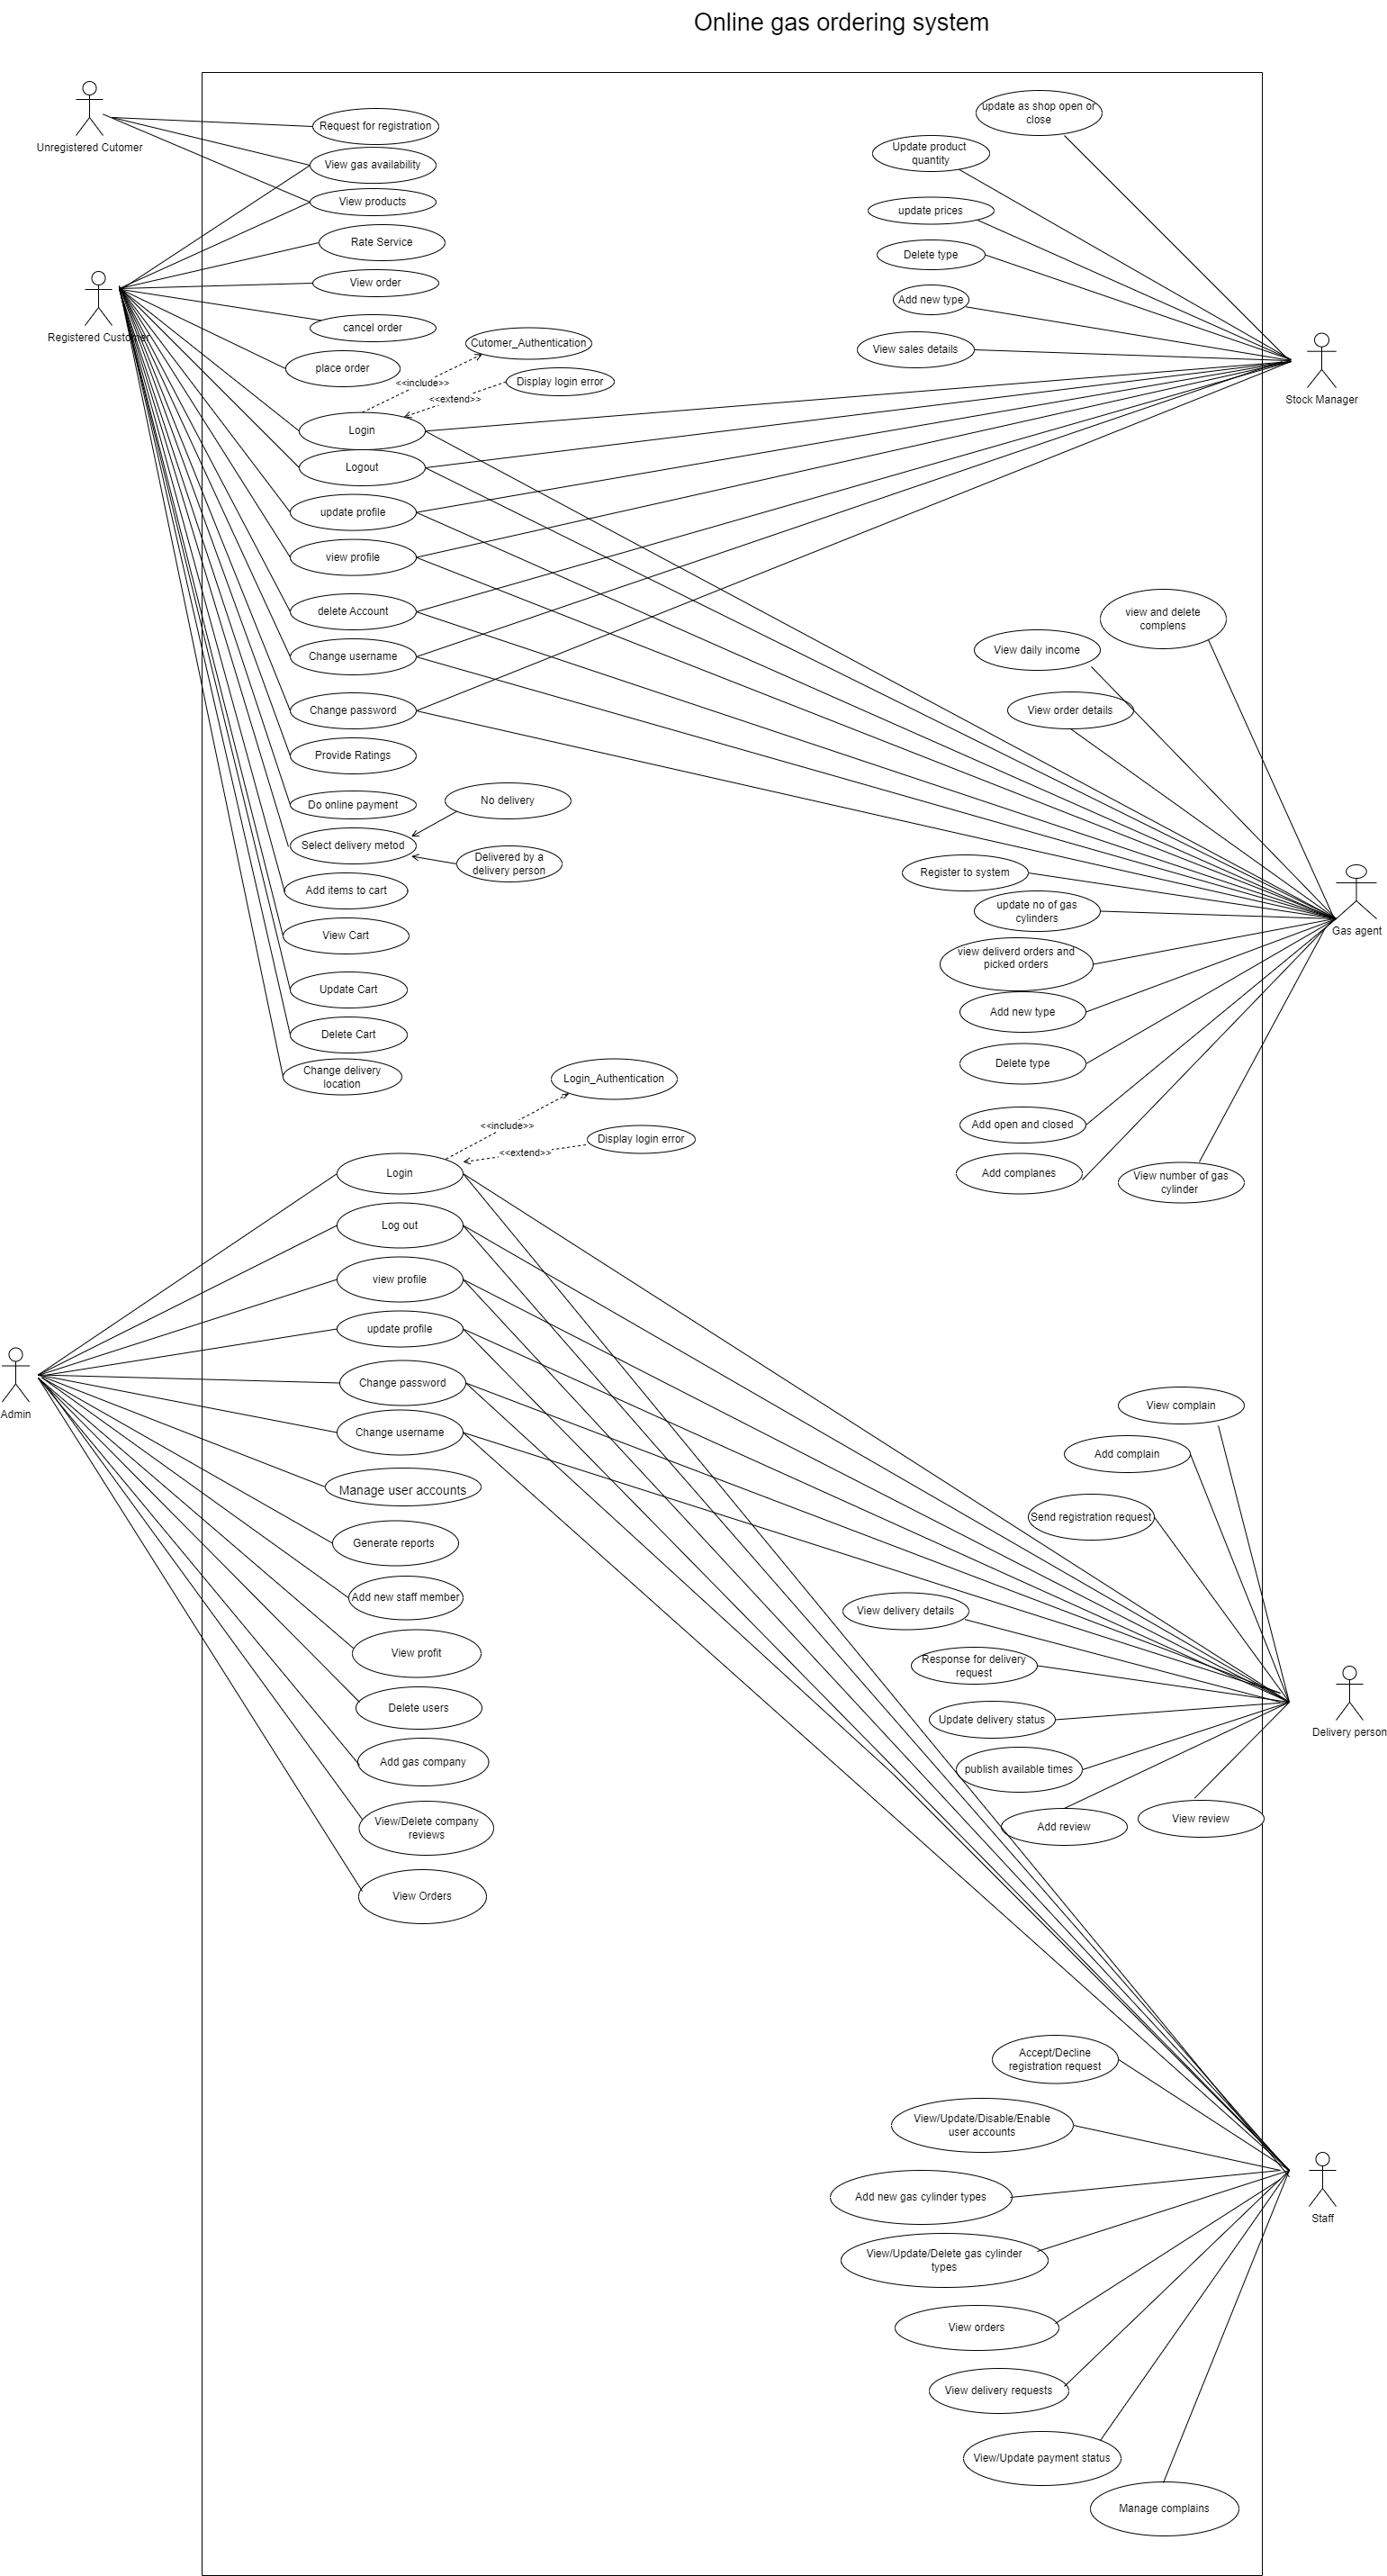 Online gas ordering system
Unregistered Cutomer
Request for registration
View gas availability
View products
Rate Service
View order
cancel order
place order
Registered Customer
Cutomer_Authentication
<<include>>
Display login error
<<extend>>
Login
Logout
update profile
view profile
delete Account
Change username
Change password
Provide Ratings
Do online payment
Select delivery metod
No delivery
Delivered by a
delivery person
Add items to cart
View Cart
Update Cart
Delete Cart
Change delivery
location
update as shop open or
close
Update product
quantity
update prices
Delete type
Add new type
View sales details
Stock Manager
view and delete
complens
View daily income
View order details
Register to system
update no of gas
cylinders
view deliverd orders and
picked orders
Add new type
Delete type
Add open and closed
Add complanes
View number of gas
cylinder
Gas agent
Login_Authentication
<<include>>
Display login error
<<extend>>
Login
Log out
view profile
update profile
Change password
Change username
Manage user accounts
Generate reports
Add new staff member
View profit
Delete users
Add gas company
View/Delete company
reviews
View Orders
Admin
View complain
Add complain
Send registration request
View delivery details
Response for delivery
request
Update delivery status
publish available times
Add review
View review
Delivery person
Accept/Decline
registration request
View/Update/Disable/Enable
user accounts
Add new gas cylinder types
View/Update/Delete gas cylinder
types
View orders
View delivery requests
View/Update payment status
Manage complains
Staff